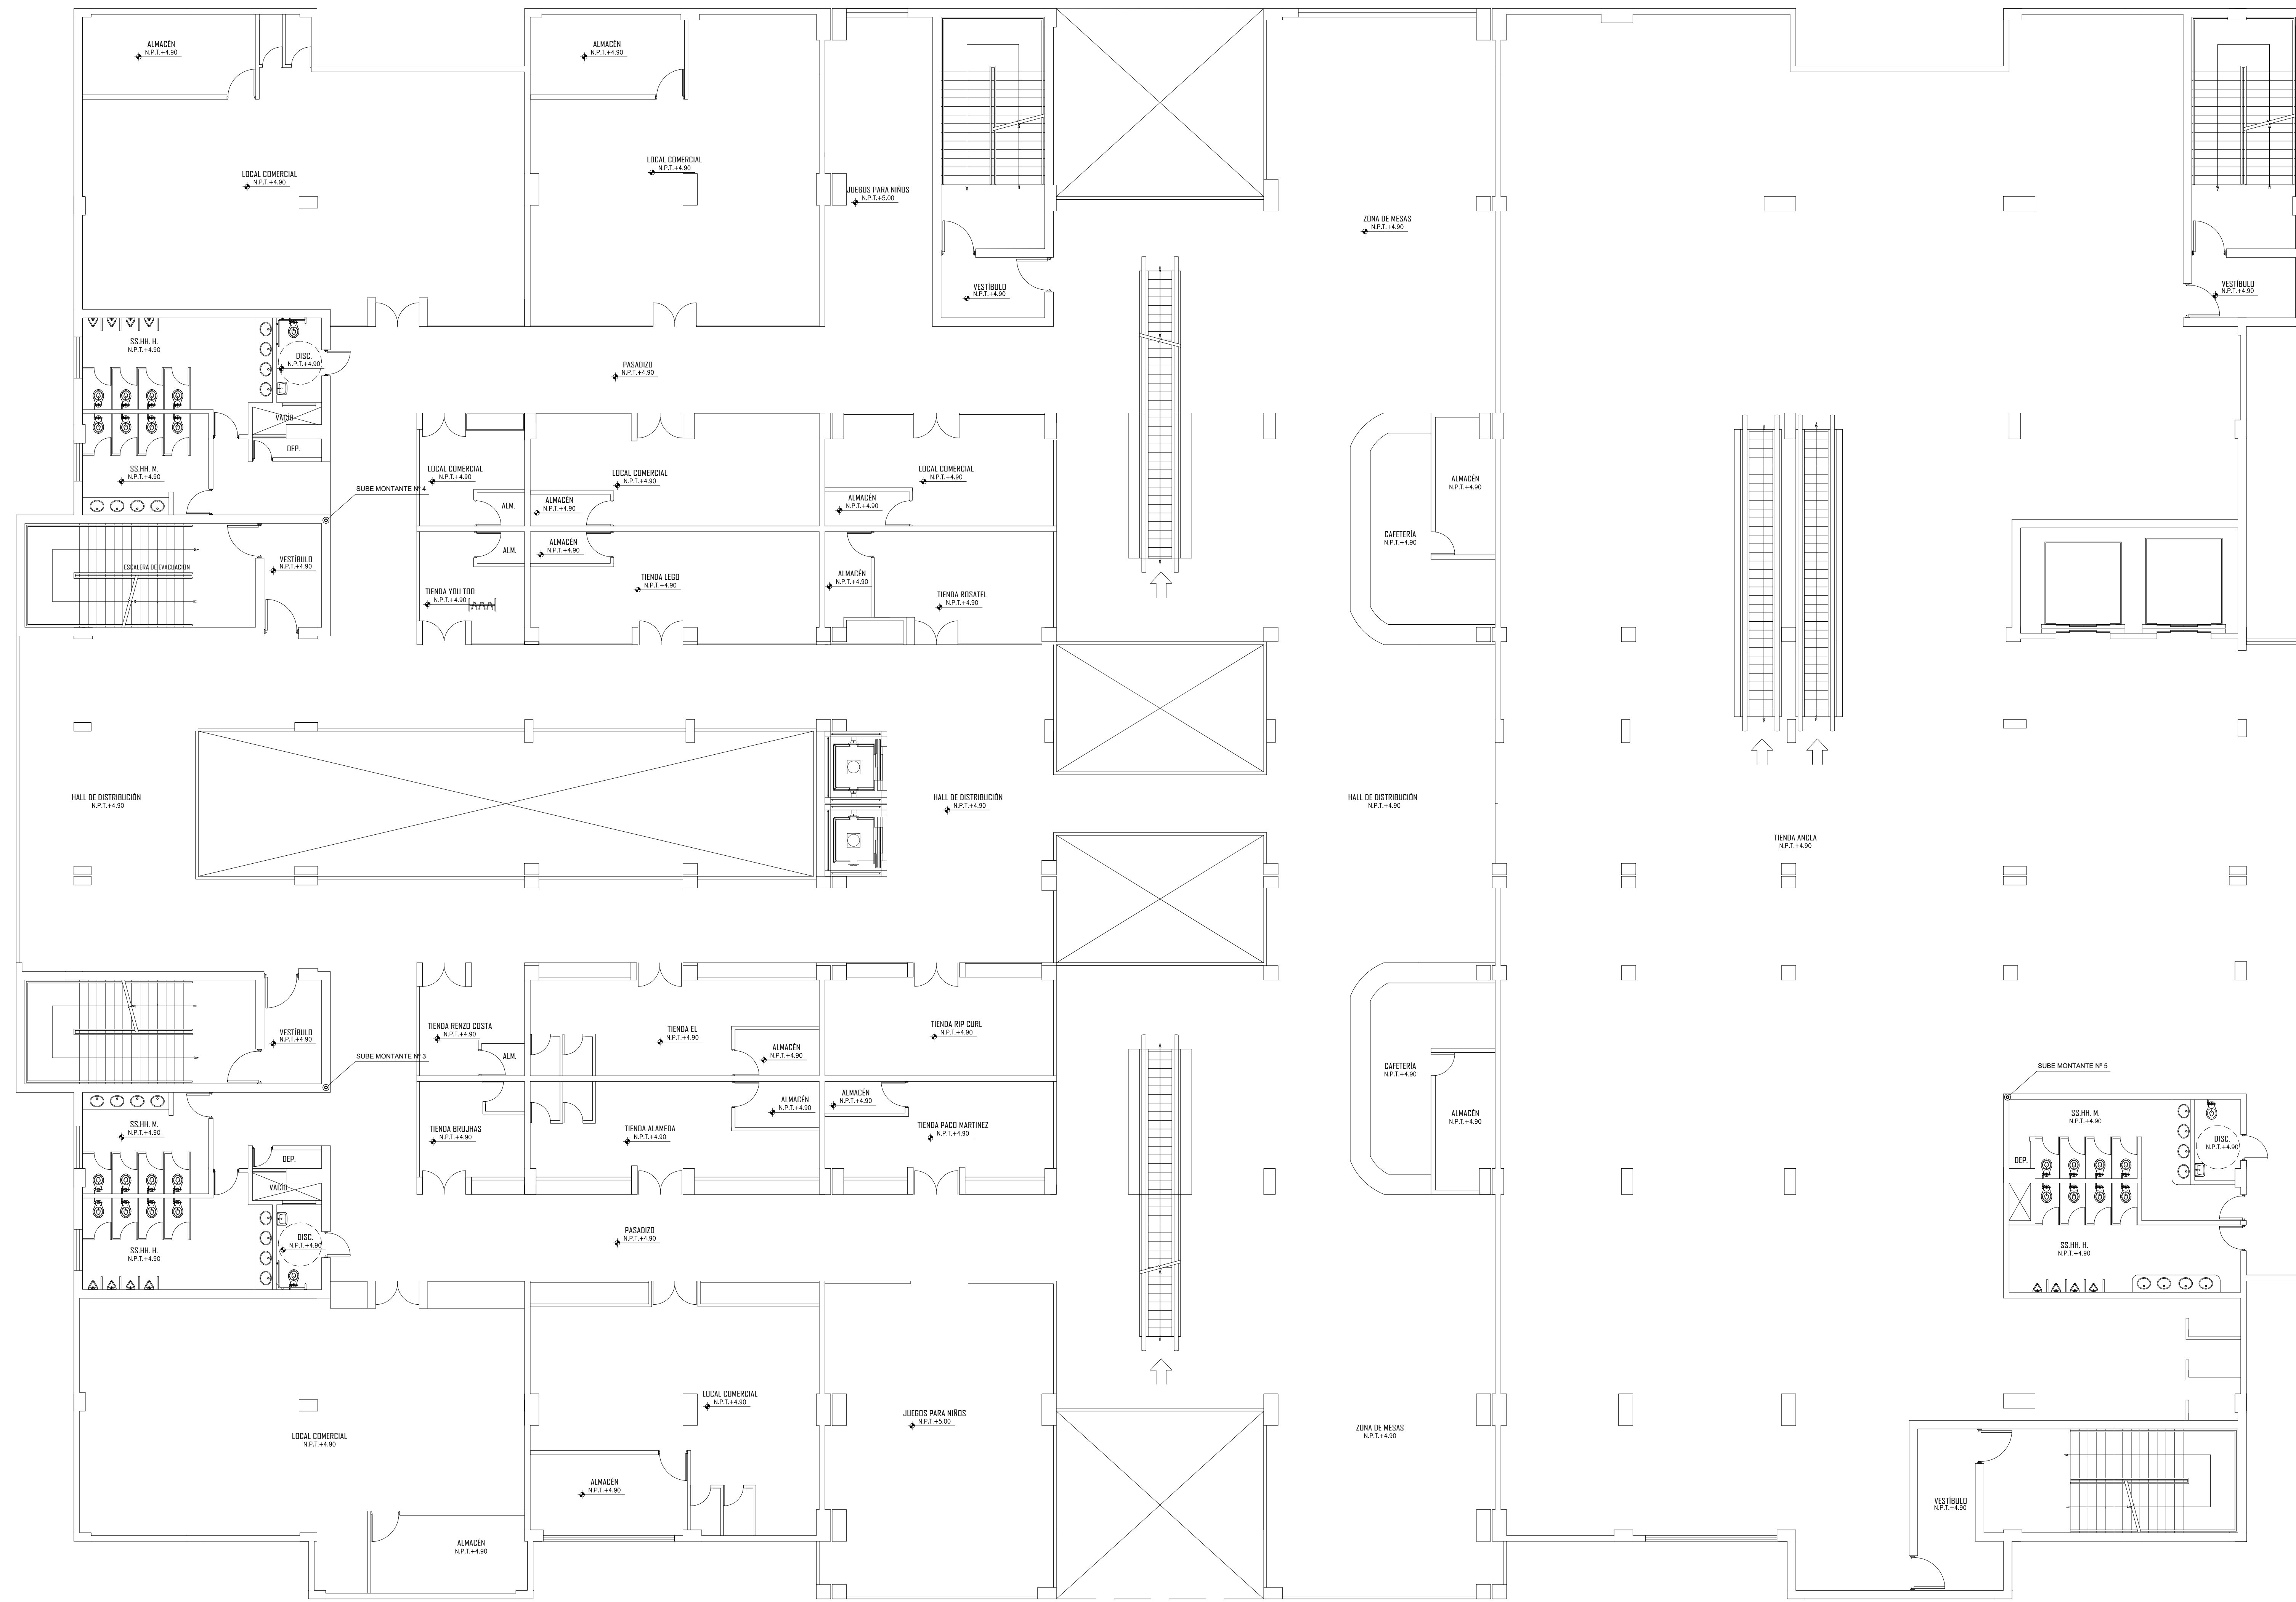 ALMACÉN
N.P.T.+4.90
ALMACÉN
N.P.T.+4.90
LOCAL COMERCIAL
N.P.T.+4.90
LOCAL COMERCIAL
N.P.T.+4.90
JUEGOS PARA NIÑOS
N.P.T.+5.00
ZONA DE MESAS
N.P.T.+4.90
VESTÍBULO
N.P.T.+4.90
VESTÍBULO
N.P.T.+4.90
SS.HH. H.
N.P.T.+4.90
DISC.
N.P.T.+4.90
PASADIZO
N.P.T.+4.90
VACÍO
DEP.
SS.HH. M.
N.P.T.+4.90
SUBE MONTANTE Nº 4
LOCAL COMERCIAL
N.P.T.+4.90
LOCAL COMERCIAL
N.P.T.+4.90
LOCAL COMERCIAL
N.P.T.+4.90
ALM.
ALMACÉN
N.P.T.+4.90
ALMACÉN
N.P.T.+4.90
ALMACÉN
N.P.T.+4.90
CAFETERÍA
N.P.T.+4.90
VESTÍBULO
N.P.T.+4.90
ESCALERA DE EVACUACION
ALM.
ALMACÉN
N.P.T.+4.90
TIENDA YOU TOO
N.P.T.+4.90
TIENDA LEGO
N.P.T.+4.90
ALMACÉN
N.P.T.+4.90
TIENDA ROSATEL
N.P.T.+4.90
HALL DE DISTRIBUCIÓN
N.P.T.+4.90
HALL DE DISTRIBUCIÓN
N.P.T.+4.90
HALL DE DISTRIBUCIÓN
N.P.T.+4.90
TIENDA ANCLA
N.P.T.+4.90
VESTÍBULO
N.P.T.+4.90
SUBE MONTANTE Nº 3
TIENDA RENZO COSTA
N.P.T.+4.90
ALM.
TIENDA EL
N.P.T.+4.90
ALMACÉN
N.P.T.+4.90
TIENDA RIP CURL
N.P.T.+4.90
CAFETERÍA
N.P.T.+4.90
SUBE MONTANTE Nº 5
SS.HH. M.
N.P.T.+4.90
TIENDA BRUJHAS
N.P.T.+4.90
TIENDA ALAMEDA
N.P.T.+4.90
ALMACÉN
N.P.T.+4.90
ALMACÉN
N.P.T.+4.90
TIENDA PACO MARTINEZ
N.P.T.+4.90
ALMACÉN
N.P.T.+4.90
SS.HH. M.
N.P.T.+4.90
DISC.
N.P.T.+4.90
DEP.
DEP.
VACÍO
SS.HH. H.
N.P.T.+4.90
DISC.
N.P.T.+4.90
PASADIZO
N.P.T.+4.90
SS.HH. H.
N.P.T.+4.90
LOCAL COMERCIAL
N.P.T.+4.90
LOCAL COMERCIAL
N.P.T.+4.90
JUEGOS PARA NIÑOS
N.P.T.+5.00
ZONA DE MESAS
N.P.T.+4.90
ALMACÉN
N.P.T.+4.90
ALMACÉN
N.P.T.+4.90
VESTÍBULO
N.P.T.+4.90